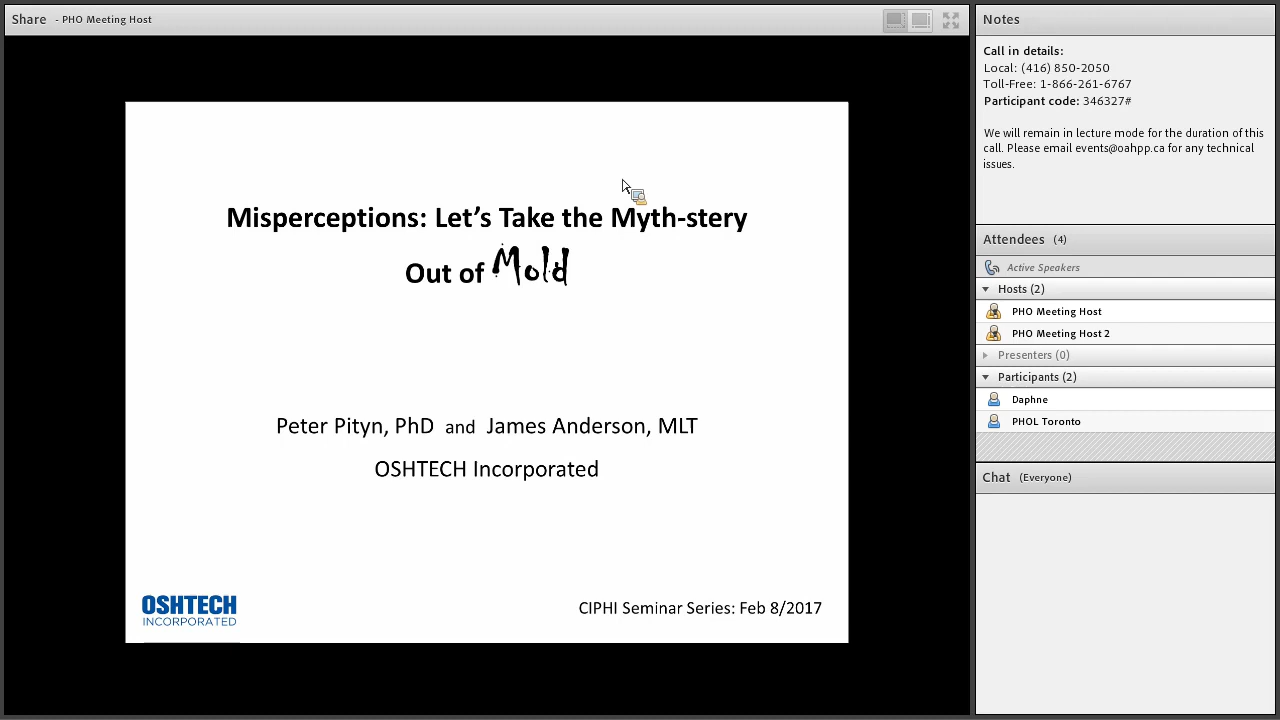 Share - PHO Meeting Host
Misperceptions: Let’s Take the Myth-stery
Out of Mold
Peter Pityn, PhD and James Anderson, MLT
OSHTECH Incorporated
OSHTECH
INCORPORATED
CIPHI Seminar Series: Feb 8/2017
Notes
Call in details:
Local: (416) 850-2050
Toll-Free: 1-866-261-6767
Participant code: 346327#
We will remain in lecture mode for the duration of this
call. Please email events@oahpp.ca for any technical
issues.
Attendees (4)
Active Speakers
Hosts (2)
PHO Meeting Host
PHO Meeting Host 2
Presenters (0)
Participants (2)
Daphne
PHOL Toronto
Chat (Everyone)